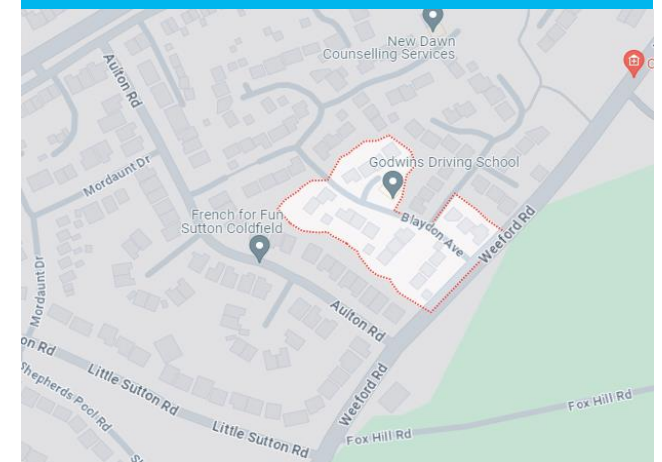 New Dawn
Counselling Services
Aulton Rd
Mordaunt Dr
Godwins Driving School
French for Fun
Sutton Coldfield
Blaydon Ave
Weeford Rd
Mordaunt Dr
Aulton Rd
on Rd
Little Sutton Rd
Weeford Rd
Shepherds Pool Rd
Fox Hill Rd
Little Sutton Rd
Fox Hill Rd